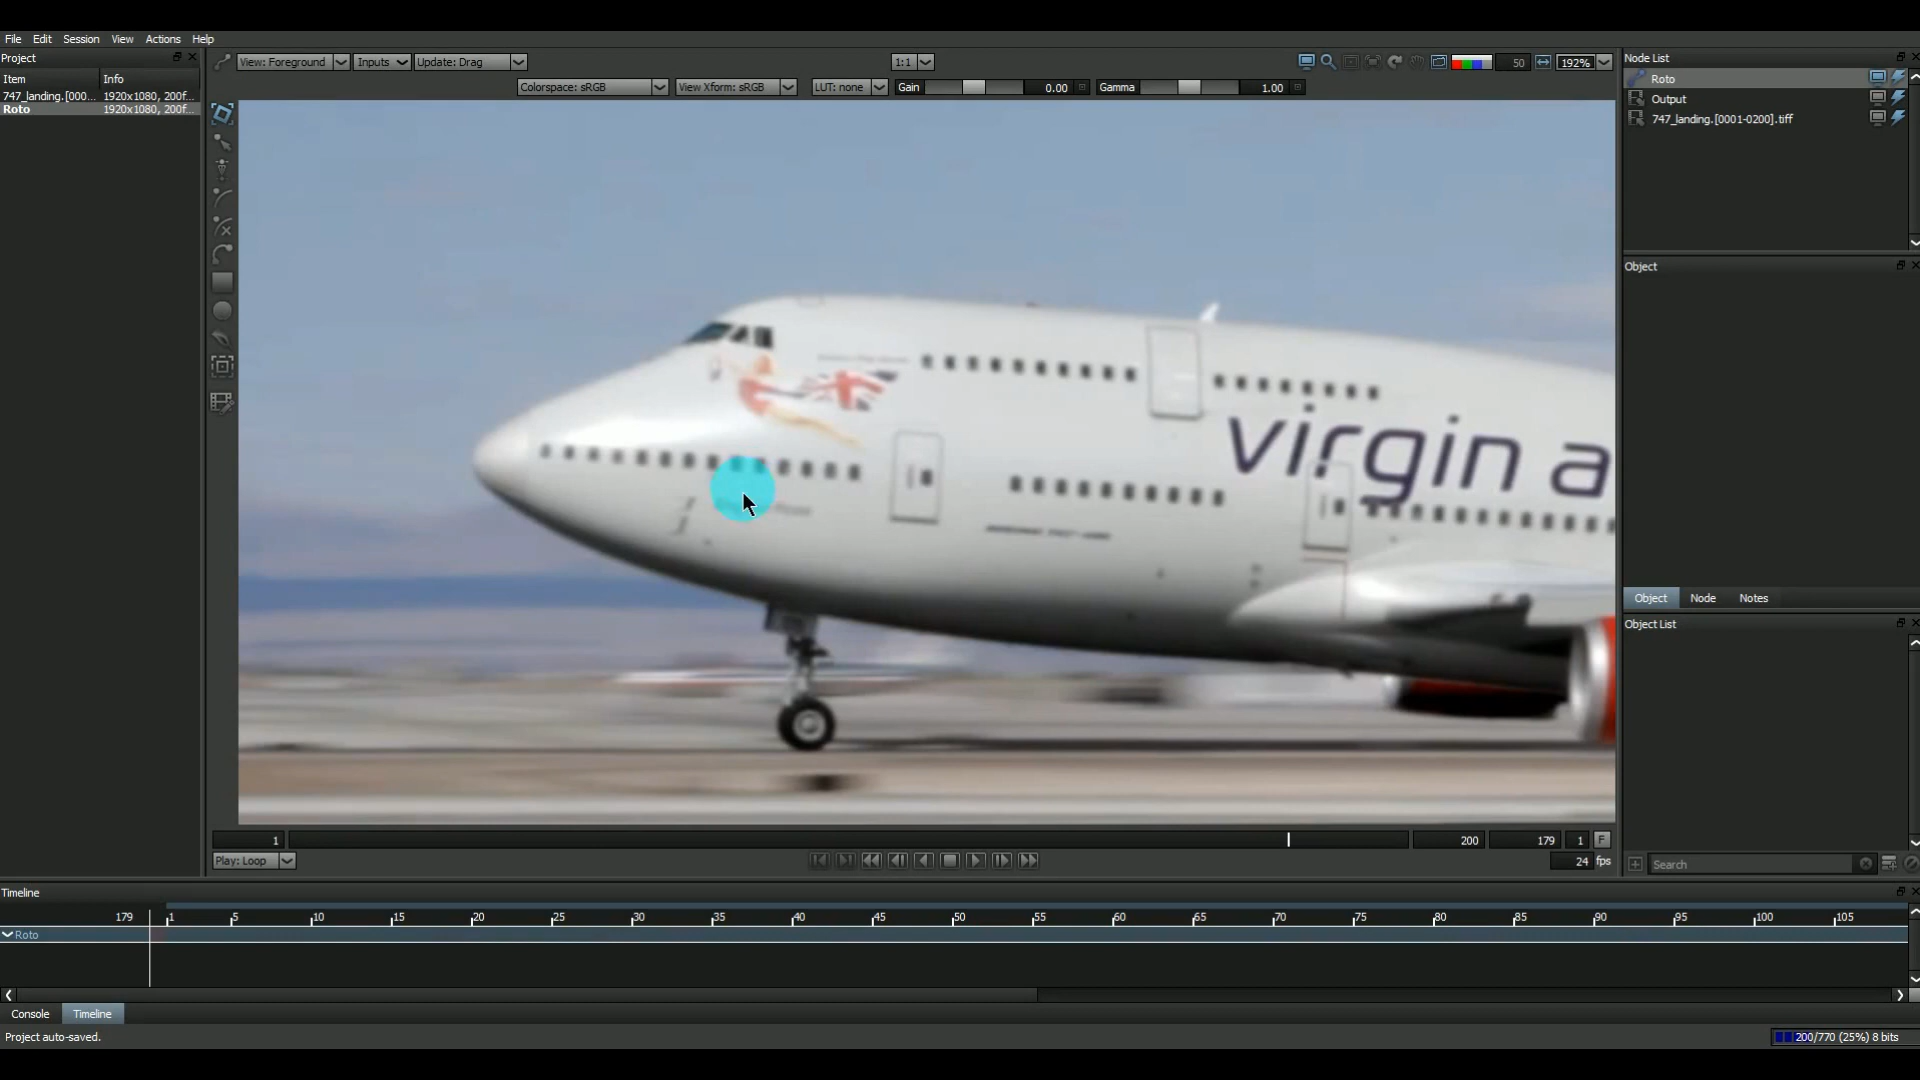 File Edit Session View Actions Help
Project
Item Info
747_landing.[000... 1920x1080, 200f...
Roto 1920x1080, 200f...
View: Foreground Inputs Update: Drag 1:1 50 192%
Colorspace: sRGB View Xform: sRGB LUT: none Gain 0.00 Gamma 1.00
virgin a
1 200 179 1 F
Play: Loop 24 fps
Node List
Roto
Output
747_landing.[0001-0200].tiff
Object
Object Node Notes
Object List
Search
Timeline
179 1 5 10 15 20 25 30 35 40 45 50 55 60 65 70 75 80 85 90 95 100 105
Roto
Console Timeline
Project auto-saved. 200/770 (25%) 8 bits